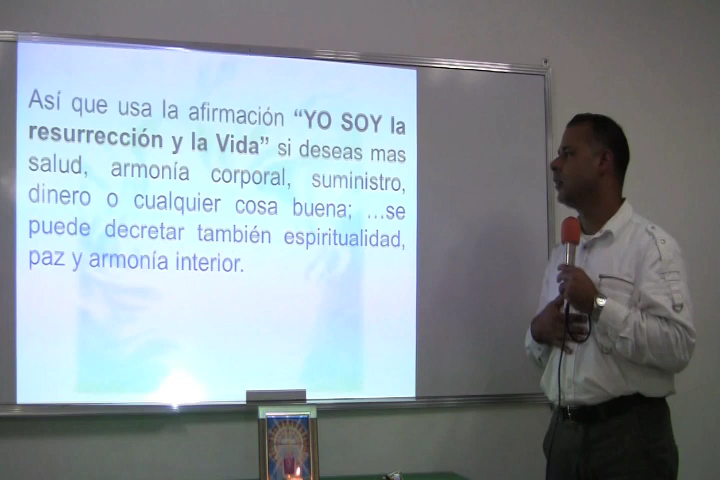 Así que usa la afirmación “YO SOY la
resurrección y la Vida” si deseas mas
salud, armonía corporal, suministro,
dinero o cualquier cosa buena; …se
puede decretar también espiritualidad,
paz y armonía interior.